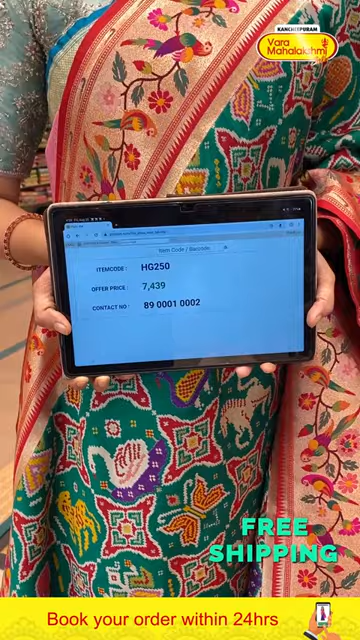 KANCHEEPURAM
Vara
Mahalakshmi
Item Code / Barcode
ITEMCODE : HG250
OFFER PRICE : 7,439
CONTACT NO : 89 0001 0002
FREE
SHIPPING
Book your order within 24hrs